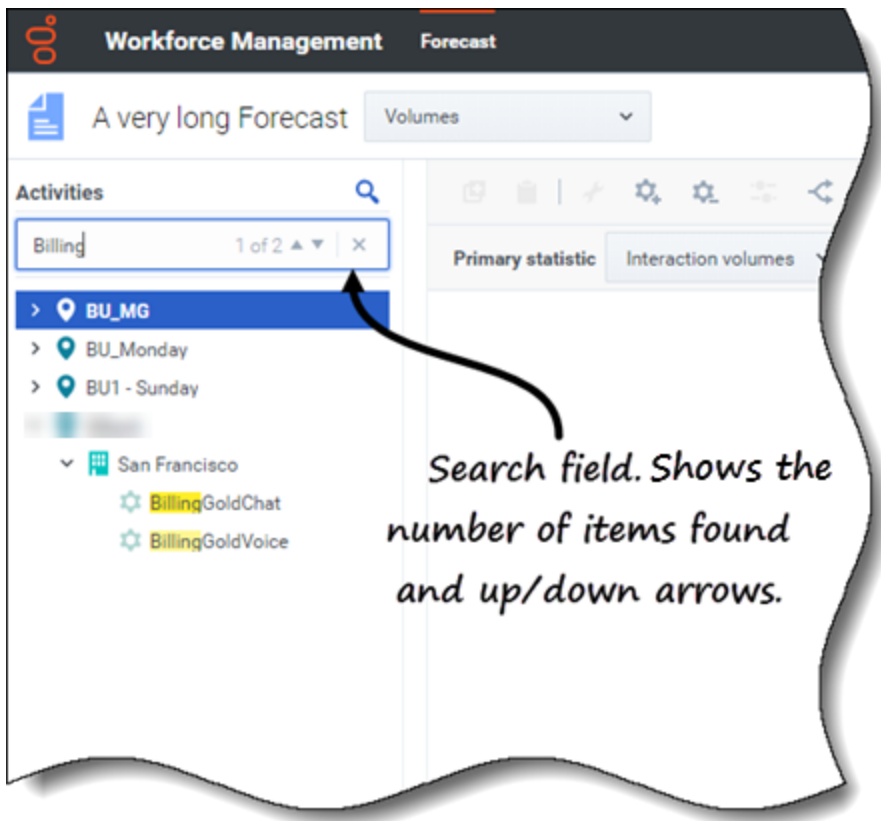 Workforce Management Forecast
A very long Forecast Volumes
Activities
Billing 1 of 2
Primary statistic Interaction volumes
BU_MG
BU_Monday
BU1 - Sunday
San Francisco
BillingGoldChat
BillingGoldVoice
Search field. Shows the
number of items found
and up/down arrows.